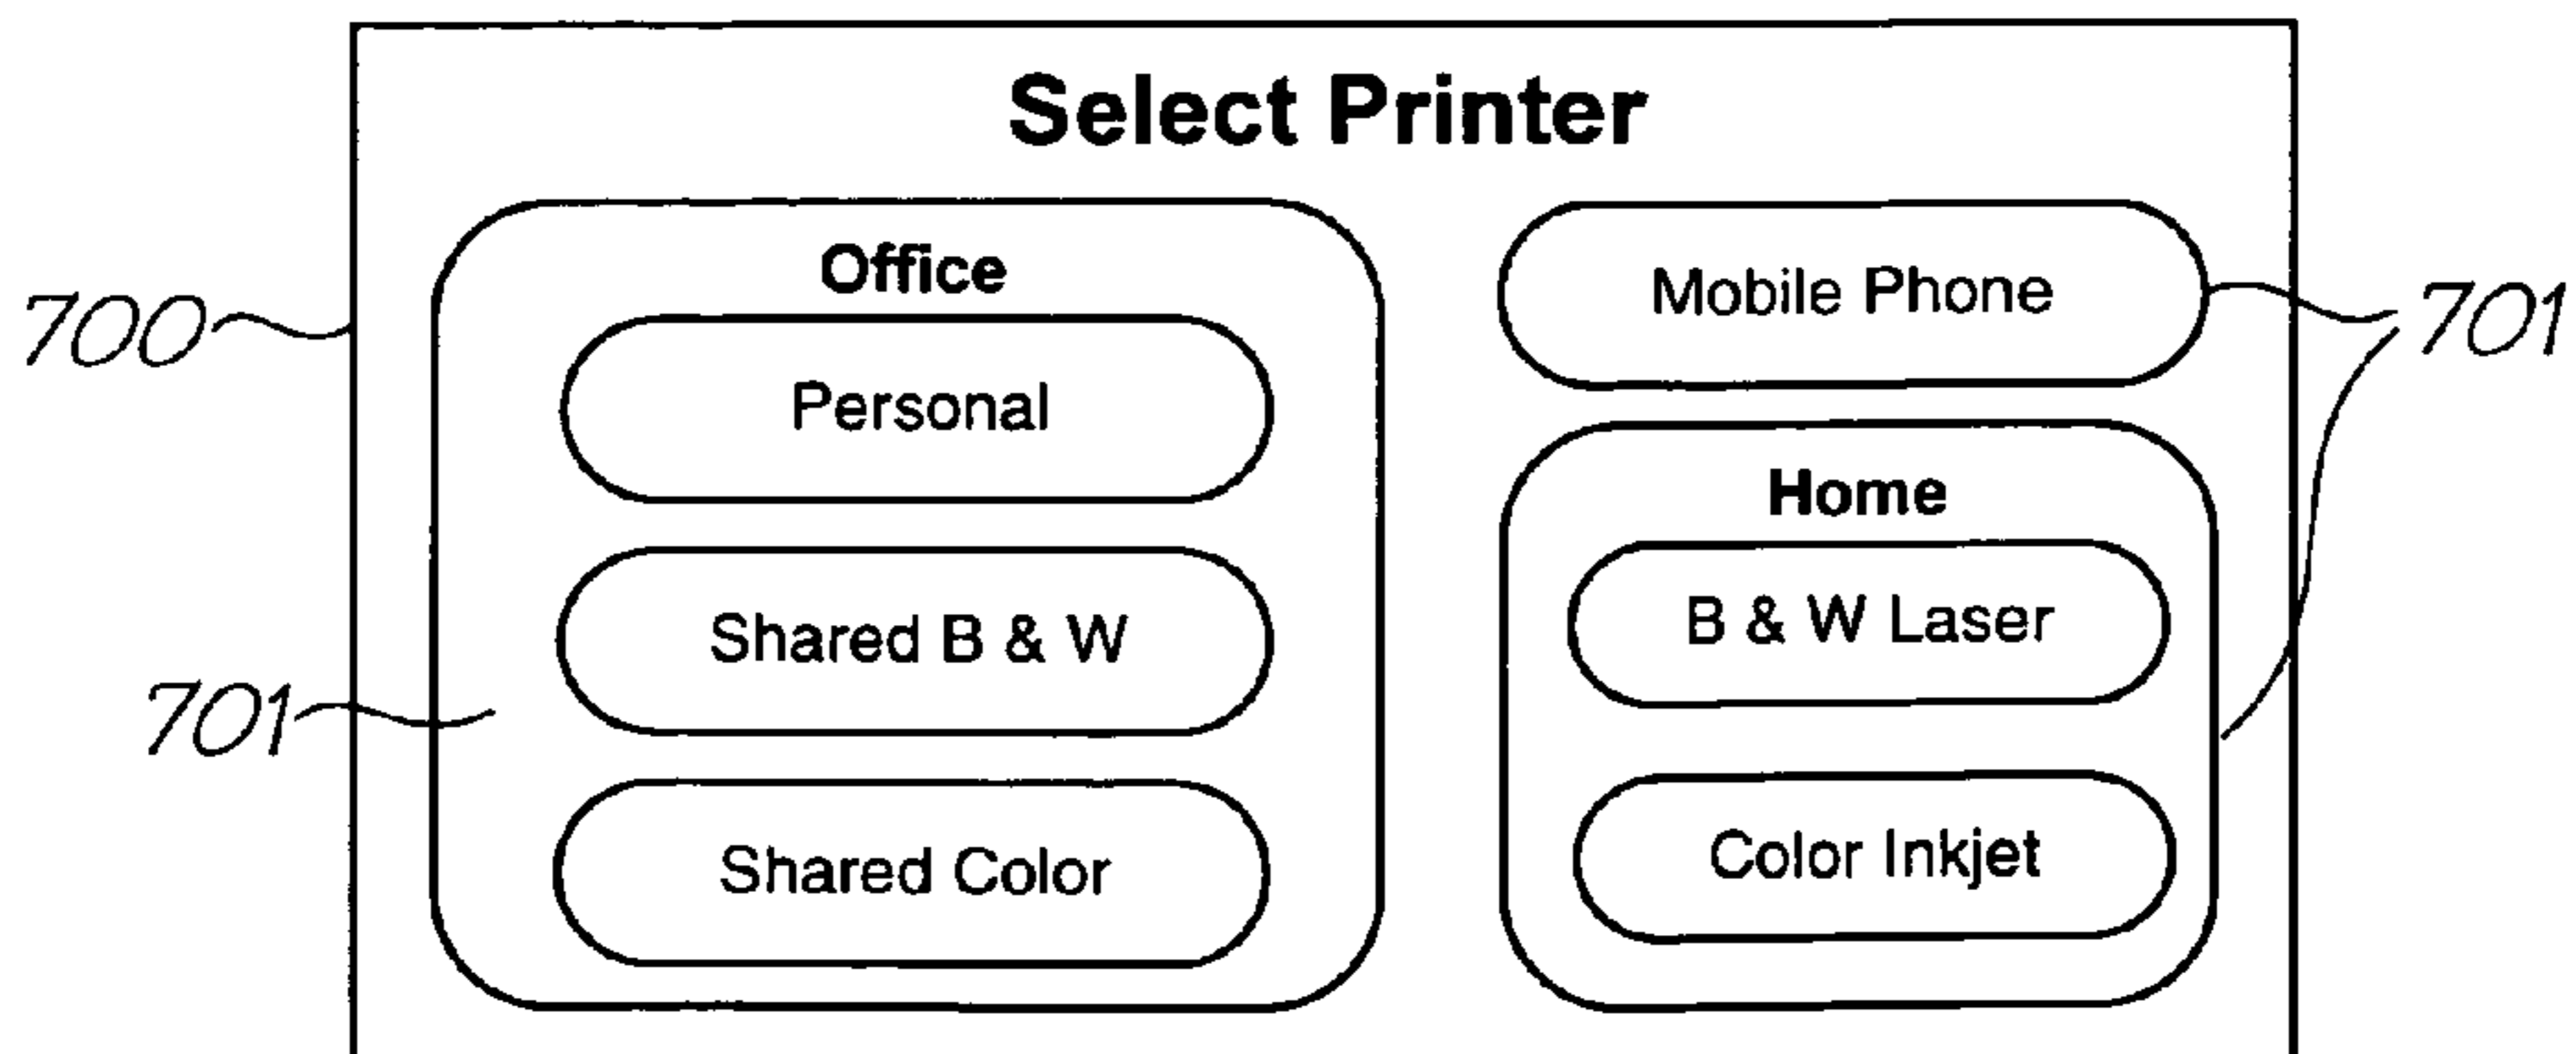 Select Printer
Office
Personal
Shared B & W
Shared Color
Mobile Phone
Home
B & W Laser
Color Inkjet
700
701
701